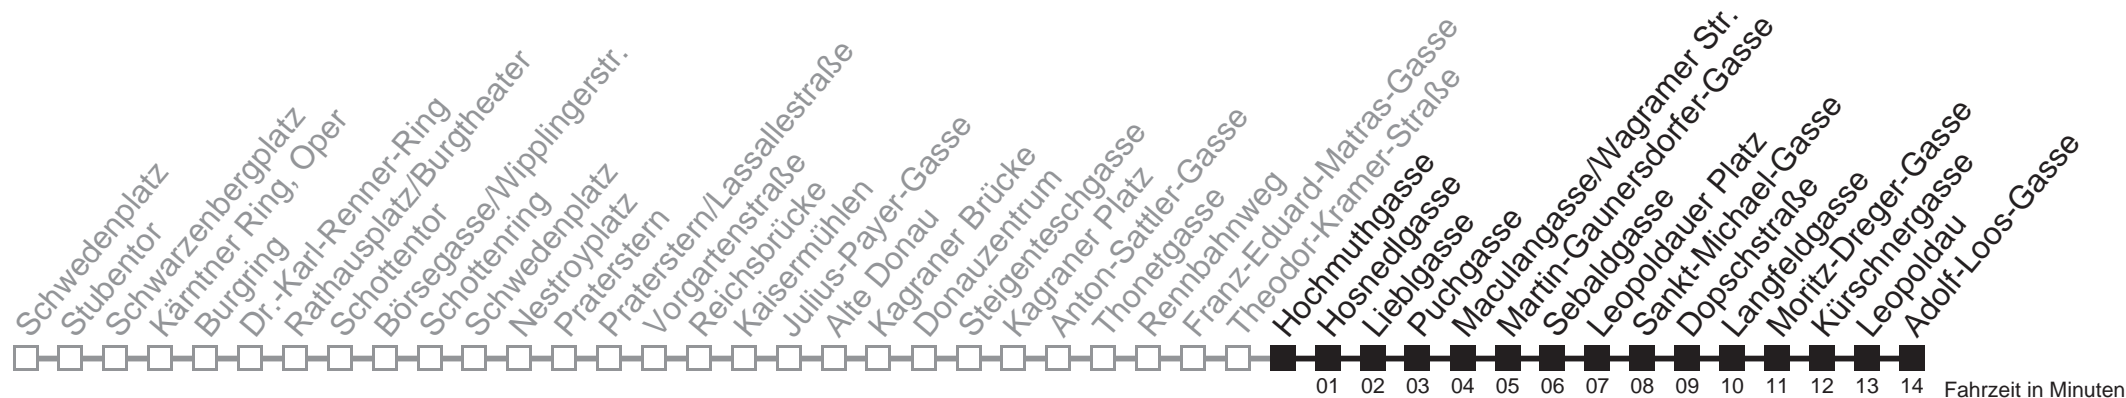 Schwedenplatz
Stubentor
Schwarzenbergplatz
Kärntner Ring, Oper
Burgring
Dr.-Karl-Renner-Ring
Rathausplatz/Burgtheater
Schottentor
Börsegasse/Wipplingerstr.
Schottenring
Schwedenplatz
Nestroyplatz
Praterstern
Praterstern/Lassallestraße
Vorgartenstraße
Reichsbrücke
Kaisermühlen
Julius-Payer-Gasse
Alte Donau
Kagraner Brücke
Donauzentrum
Steigenteschgasse
Kagraner Platz
Anton-Sattler-Gasse
Thonetgasse
Rennbahnweg
Franz-Eduard-Matras-Gasse
Theodor-Kramer-Straße
Hochmuthgasse
Hosnedlgasse
Lieblgasse
Puchgasse
Maculangasse/Wagramer Str.
Martin-Gaunersdorfer-Gasse
Sebaldgasse
Leopoldauer Platz
Sankt-Michael-Gasse
Dopschstraße
Langfeldgasse
Moritz-Dreger-Gasse
Kürschnergasse
Leopoldau
Adolf-Loos-Gasse
01 02 03 04 05 06 07 08 09 10 11 12 13 14 Fahrzeit in Minuten